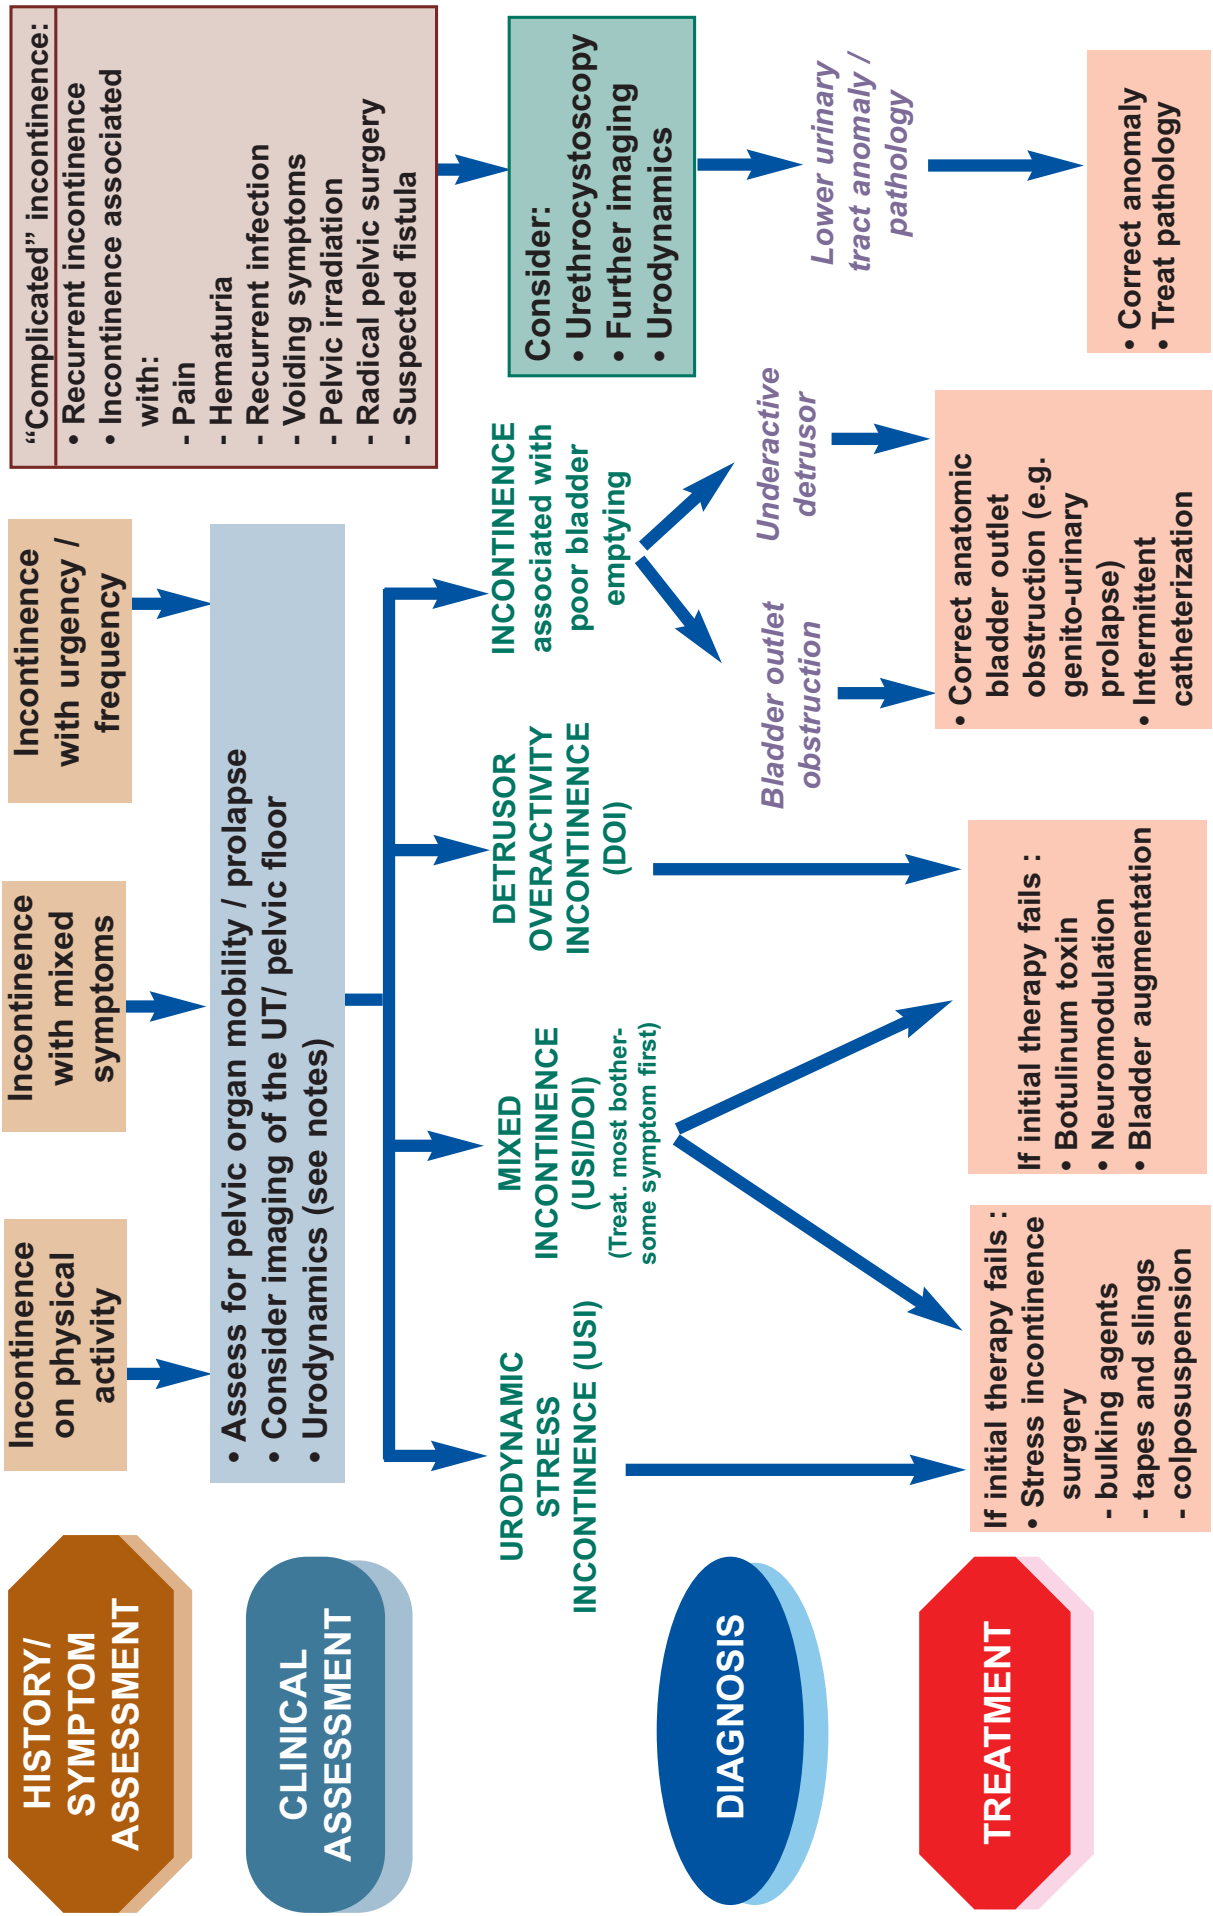 HISTORY/
SYMPTOM
ASSESSMENT
Incontinence
on physical
activity
Incontinence
with mixed
symptoms
Incontinence
with urgency /
frequency
“Complicated” incontinence:
• Recurrent incontinence
• Incontinence associated
with:
- Pain
- Hematuria
- Recurrent infection
- Voiding symptoms
- Pelvic irradiation
- Radical pelvic surgery
- Suspected fistula
CLINICAL
ASSESSMENT
• Assess for pelvic organ mobility / prolapse
• Consider imaging of the UT/ pelvic floor
• Urodynamics (see notes)
URODYNAMIC
STRESS
INCONTINENCE (USI)
MIXED
INCONTINENCE
(USI/DOI)
(Treat. most bother-
some symptom first)
DETRUSOR
OVERACTIVITY
INCONTINENCE
(DOI)
INCONTINENCE
associated with
poor bladder
emptying
Consider:
• Urethrocystoscopy
• Further imaging
• Urodynamics
DIAGNOSIS
Bladder outlet
obstruction
Underactive
detrusor
Lower urinary
tract anomaly /
pathology
TREATMENT
If initial therapy fails :
• Stress incontinence
surgery
- bulking agents
- tapes and slings
- colposuspension
If initial therapy fails :
• Botulinum toxin
• Neuromodulation
• Bladder augmentation
• Correct anatomic
bladder outlet
obstruction (e.g.
genito-urinary
prolapse)
• Intermittent
catheterization
• Correct anomaly
• Treat pathology